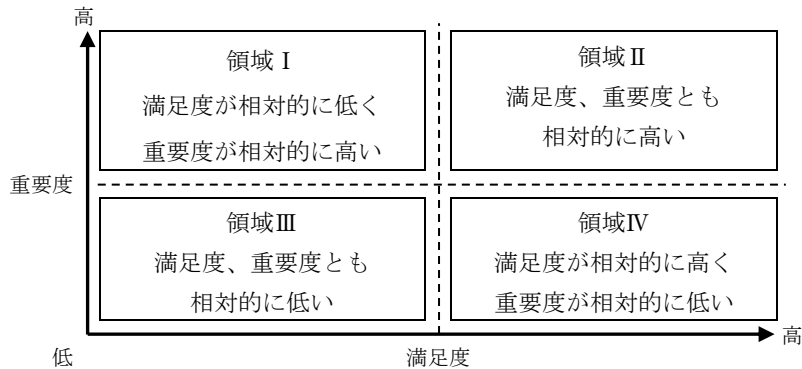 高
領域Ⅰ
満足度が相対的に低く
重要度が相対的に高い
領域Ⅱ
満足度、重要度とも
相対的に高い
重要度
領域Ⅲ
満足度、重要度とも
相対的に低い
領域Ⅳ
満足度が相対的に高く
重要度が相対的に低い
高
低
満足度